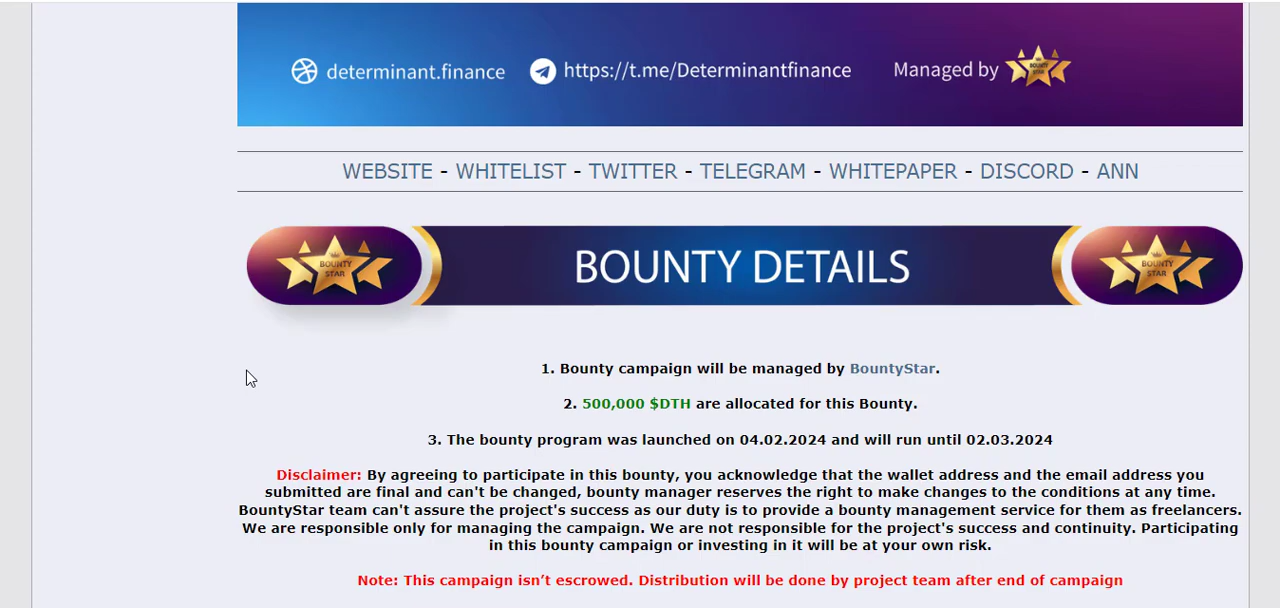 determinant.finance https://t.me/Determinantfinance Managed by BOUNTY STAR
WEBSITE - WHITELIST - TWITTER - TELEGRAM - WHITEPAPER - DISCORD - ANN
BOUNTY STAR BOUNTY DETAILS BOUNTY STAR
1. Bounty campaign will be managed by BountyStar.
2. 500,000 $DTH are allocated for this Bounty.
3. The bounty program was launched on 04.02.2024 and will run until 02.03.2024
Disclaimer: By agreeing to participate in this bounty, you acknowledge that the wallet address and the email address you
submitted are final and can't be changed, bounty manager reserves the right to make changes to the conditions at any time.
BountyStar team can't assure the project's success as our duty is to provide a bounty management service for them as freelancers.
We are responsible only for managing the campaign. We are not responsible for the project's success and continuity. Participating
in this bounty campaign or investing in it will be at your own risk.
Note: This campaign isn’t escrowed. Distribution will be done by project team after end of campaign